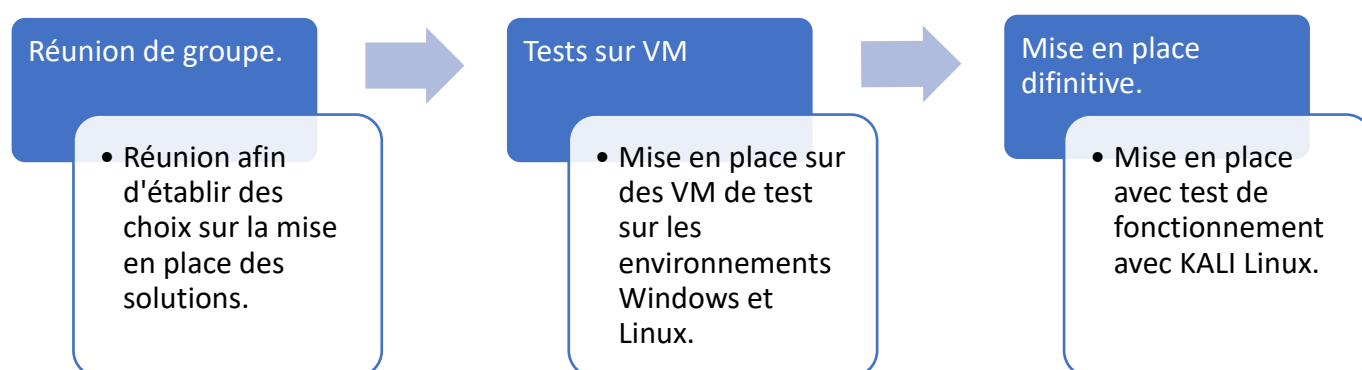 Réunion de groupe.
• Réunion afin
d'établir des
choix sur la mise
en place des
solutions.
Tests sur VM
• Mise en place sur
des VM de test
sur les
environnements
Windows et
Linux.
Mise en place
difinitive.
• Mise en place
avec test de
fonctionnement
avec KALI Linux.